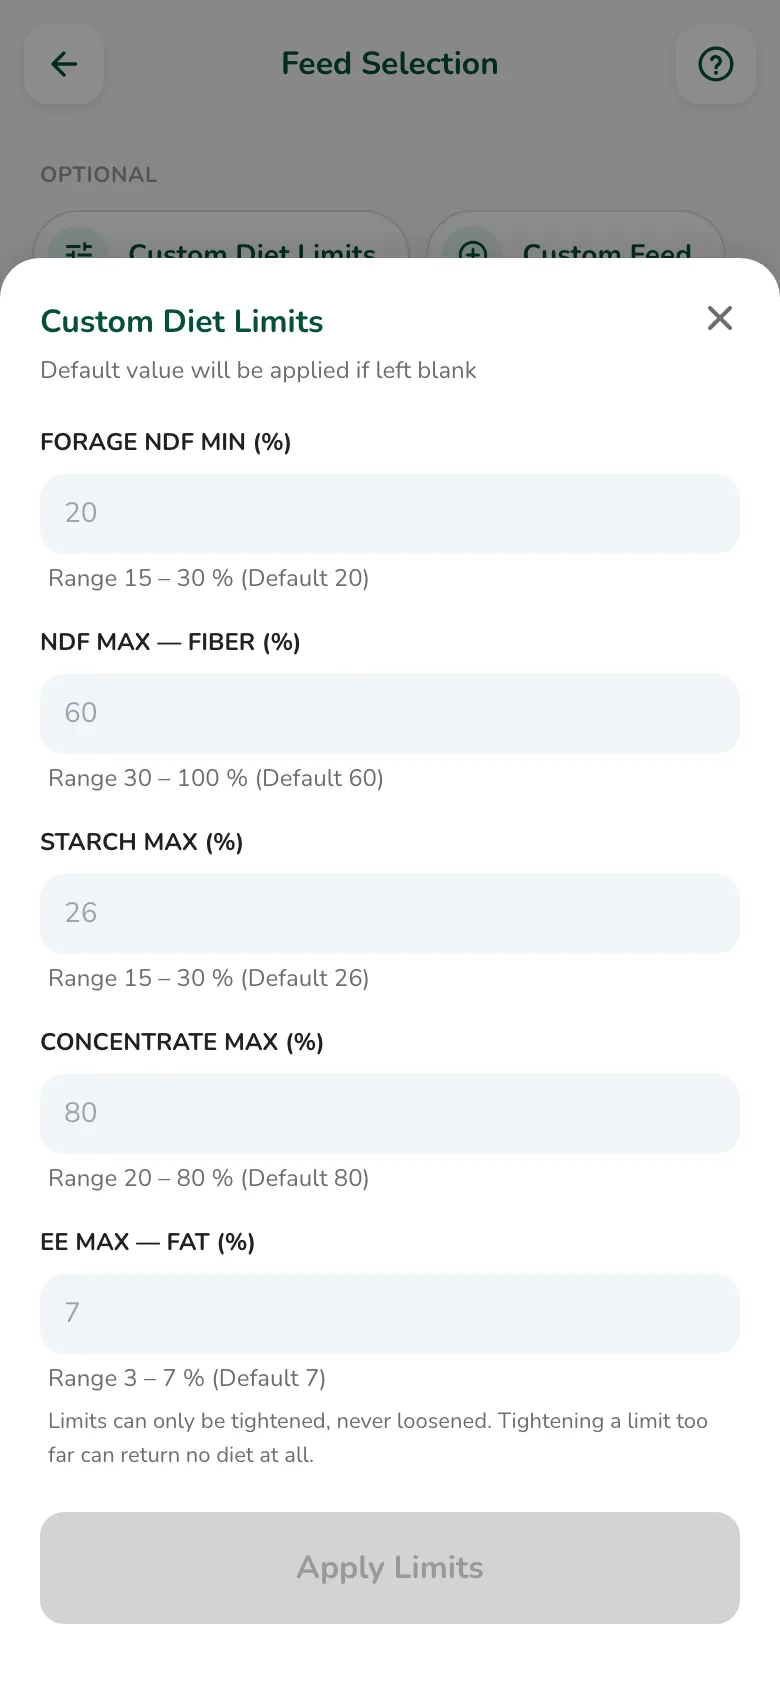 Feed Selection
OPTIONAL
Custom Diet Limits
Custom Feed
Custom Diet Limits
Default value will be applied if left blank
FORAGE NDF MIN (%)
20
Range 15 – 30 % (Default 20)
NDF MAX — FIBER (%)
60
Range 30 – 100 % (Default 60)
STARCH MAX (%)
26
Range 15 – 30 % (Default 26)
CONCENTRATE MAX (%)
80
Range 20 – 80 % (Default 80)
EE MAX — FAT (%)
7
Range 3 – 7 % (Default 7)
Limits can only be tightened, never loosened. Tightening a limit too
far can return no diet at all.
Apply Limits